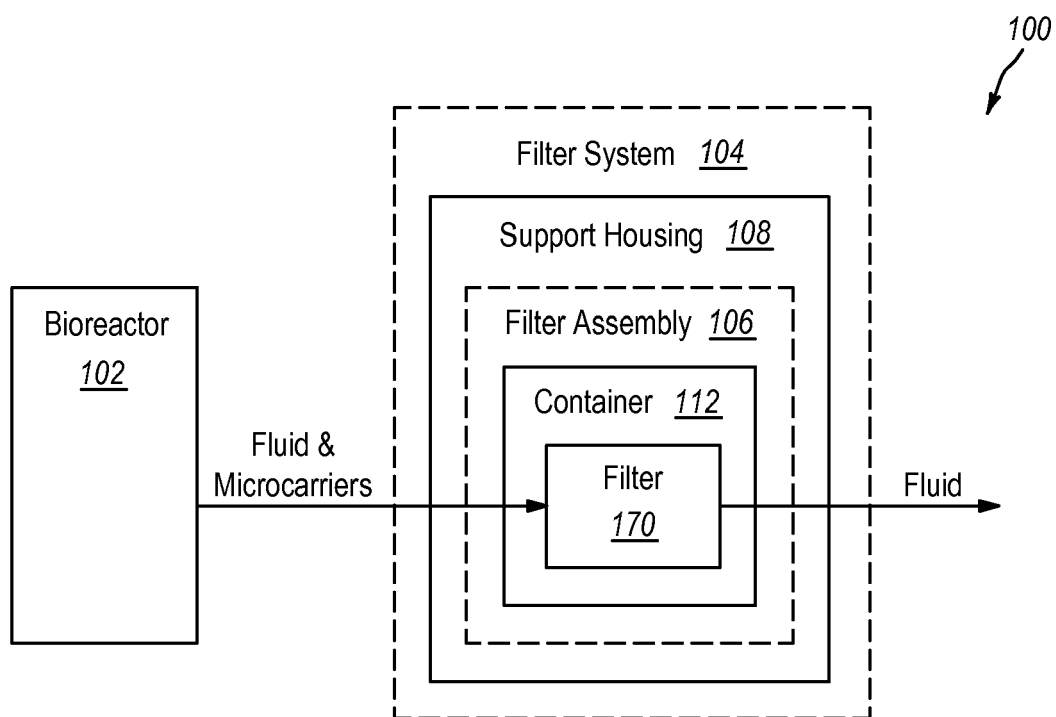 100
Filter System 104
Support Housing 108
Bioreactor
102
Filter Assembly 106
Container 112
Fluid &
Microcarriers
Filter
170
Fluid